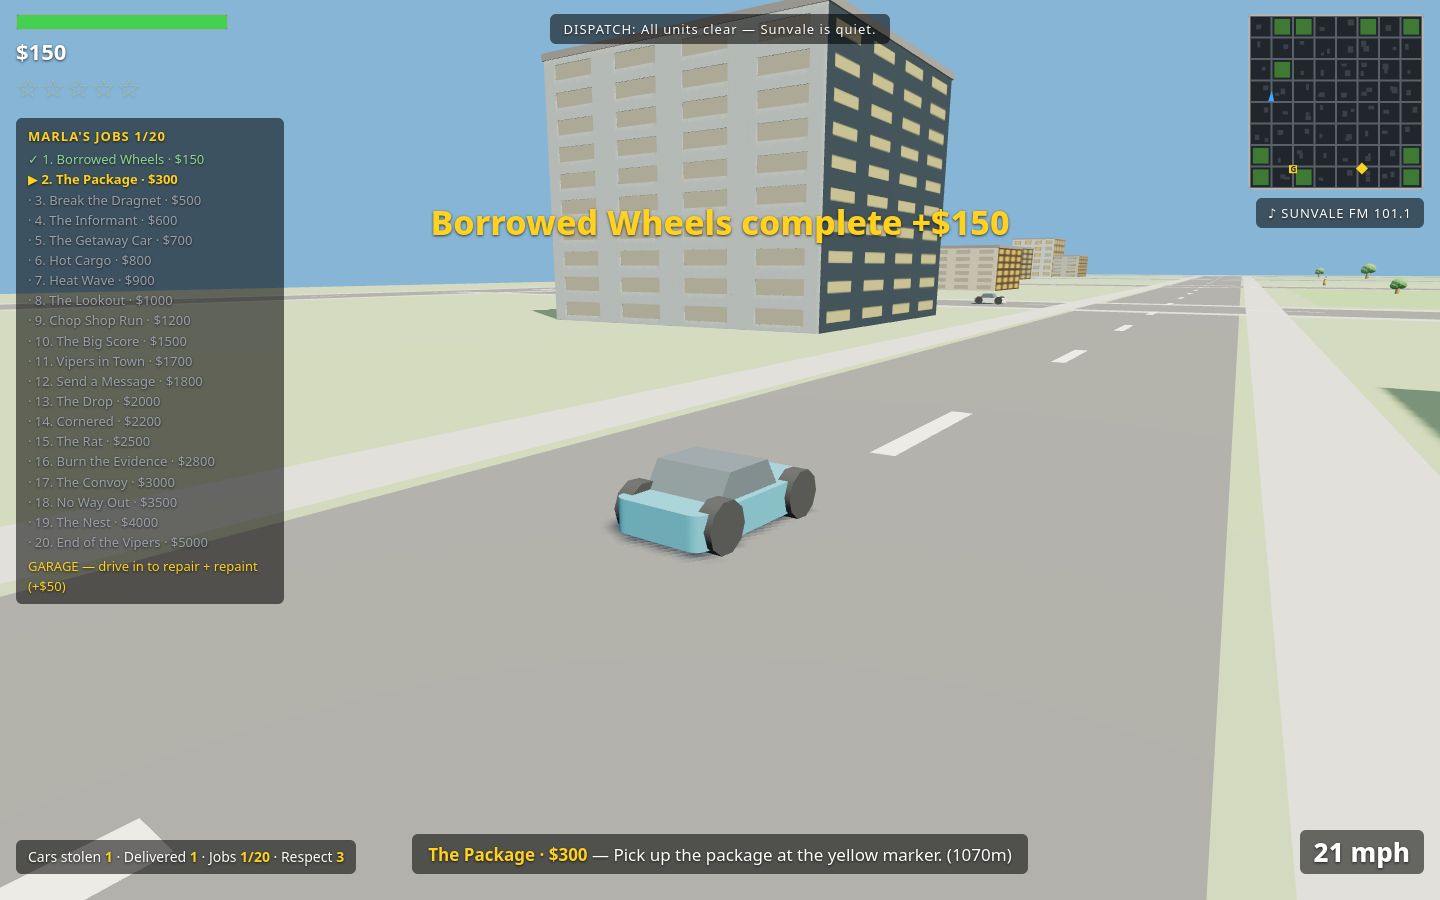 DISPATCH: All units clear — Sunvale is quiet.
$150
☆☆☆☆☆
MARLA'S JOBS 1/20
✓ 1. Borrowed Wheels · $150
▶ 2. The Package · $300
· 3. Break the Dragnet · $500
· 4. The Informant · $600
· 5. The Getaway Car · $700
· 6. Hot Cargo · $800
· 7. Heat Wave · $900
· 8. The Lookout · $1000
· 9. Chop Shop Run · $1200
· 10. The Big Score · $1500
· 11. Vipers in Town · $1700
· 12. Send a Message · $1800
· 13. The Drop · $2000
· 14. Cornered · $2200
· 15. The Rat · $2500
· 16. Burn the Evidence · $2800
· 17. The Convoy · $3000
· 18. No Way Out · $3500
· 19. The Nest · $4000
· 20. End of the Vipers · $5000
GARAGE — drive in to repair + repaint
(+$50)
Borrowed Wheels complete +$150
G
♪ SUNVALE FM 101.1
Cars stolen 1 · Delivered 1 · Jobs 1/20 · Respect 3
The Package · $300 — Pick up the package at the yellow marker. (1070m)
21 mph